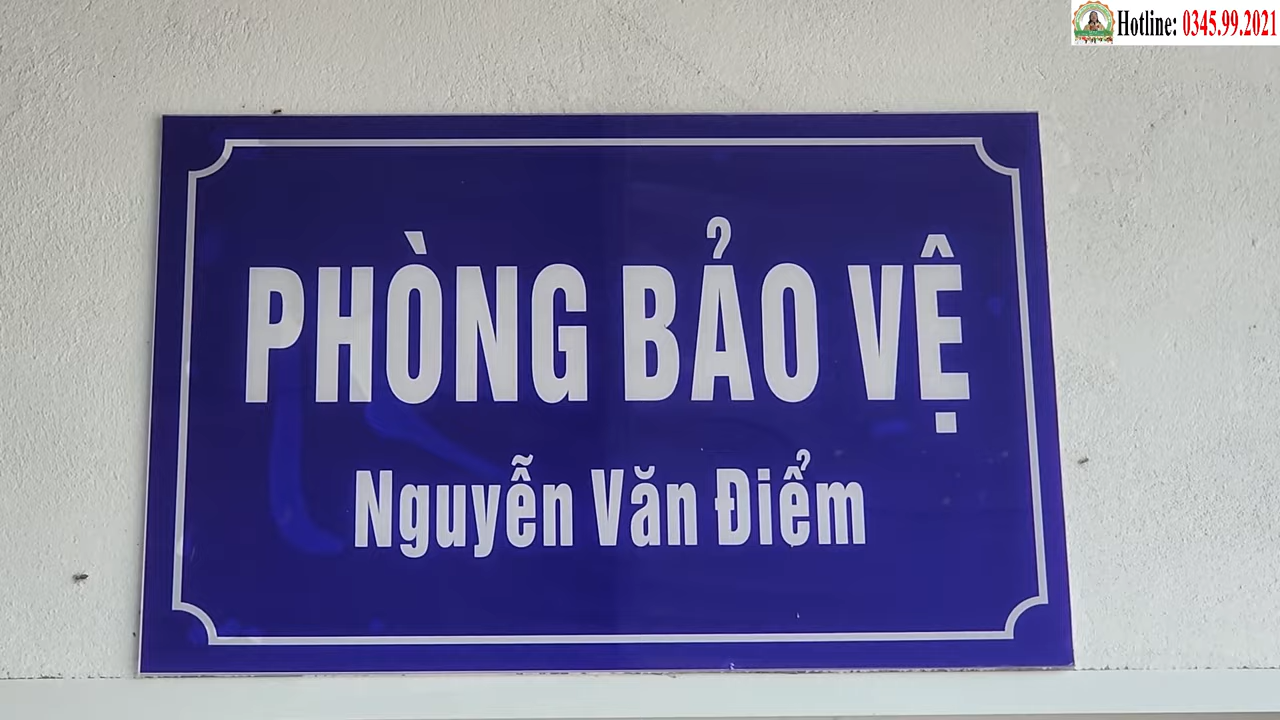 Hotline: 0345.99.2021
PHÒNG BẢO VỆ
Nguyễn Văn Điểm